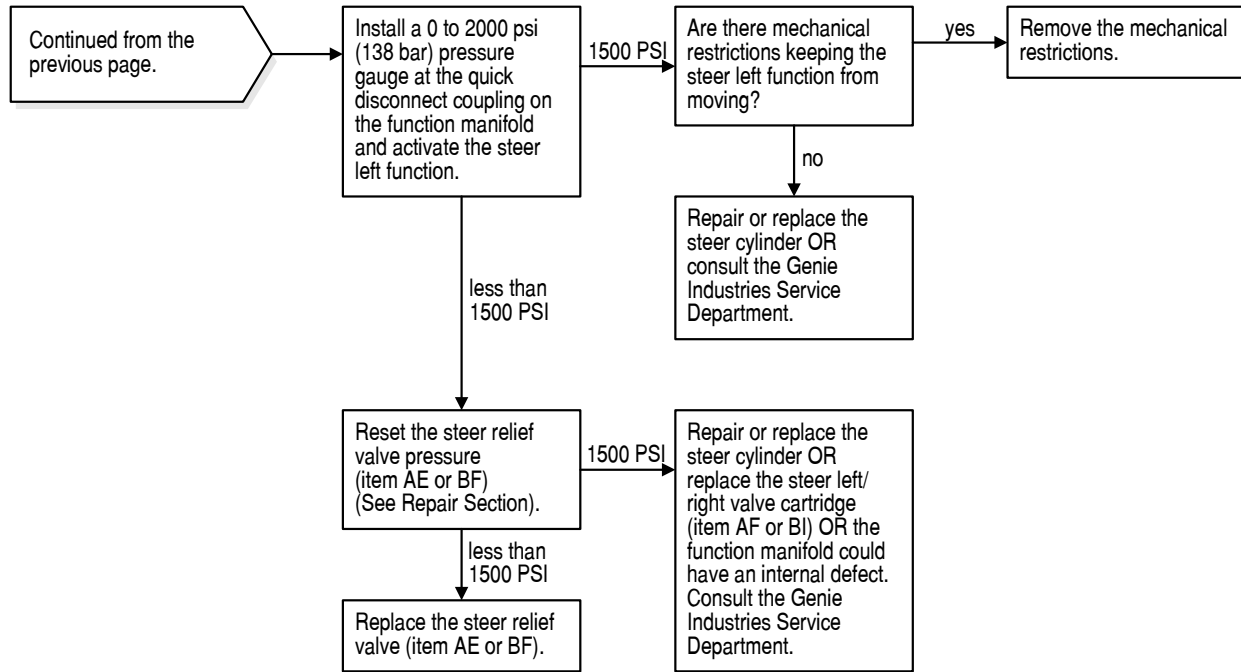 Continued from the
previous page.
Install a 0 to 2000 psi
(138 bar) pressure
gauge at the quick
disconnect coupling on
the function manifold
and activate the steer
left function.
1500 PSI
Are there mechanical
restrictions keeping the
steer left function from
moving?
yes
Remove the mechanical
restrictions.
no
Repair or replace the
steer cylinder OR
consult the Genie
Industries Service
Department.
less than
1500 PSI
Reset the steer relief
valve pressure
(item AE or BF)
(See Repair Section).
1500 PSI
Repair or replace the
steer cylinder OR
replace the steer left/
right valve cartridge
(item AF or BI) OR the
function manifold could
have an internal defect.
Consult the Genie
Industries Service
Department.
less than
1500 PSI
Replace the steer relief
valve (item AE or BF).